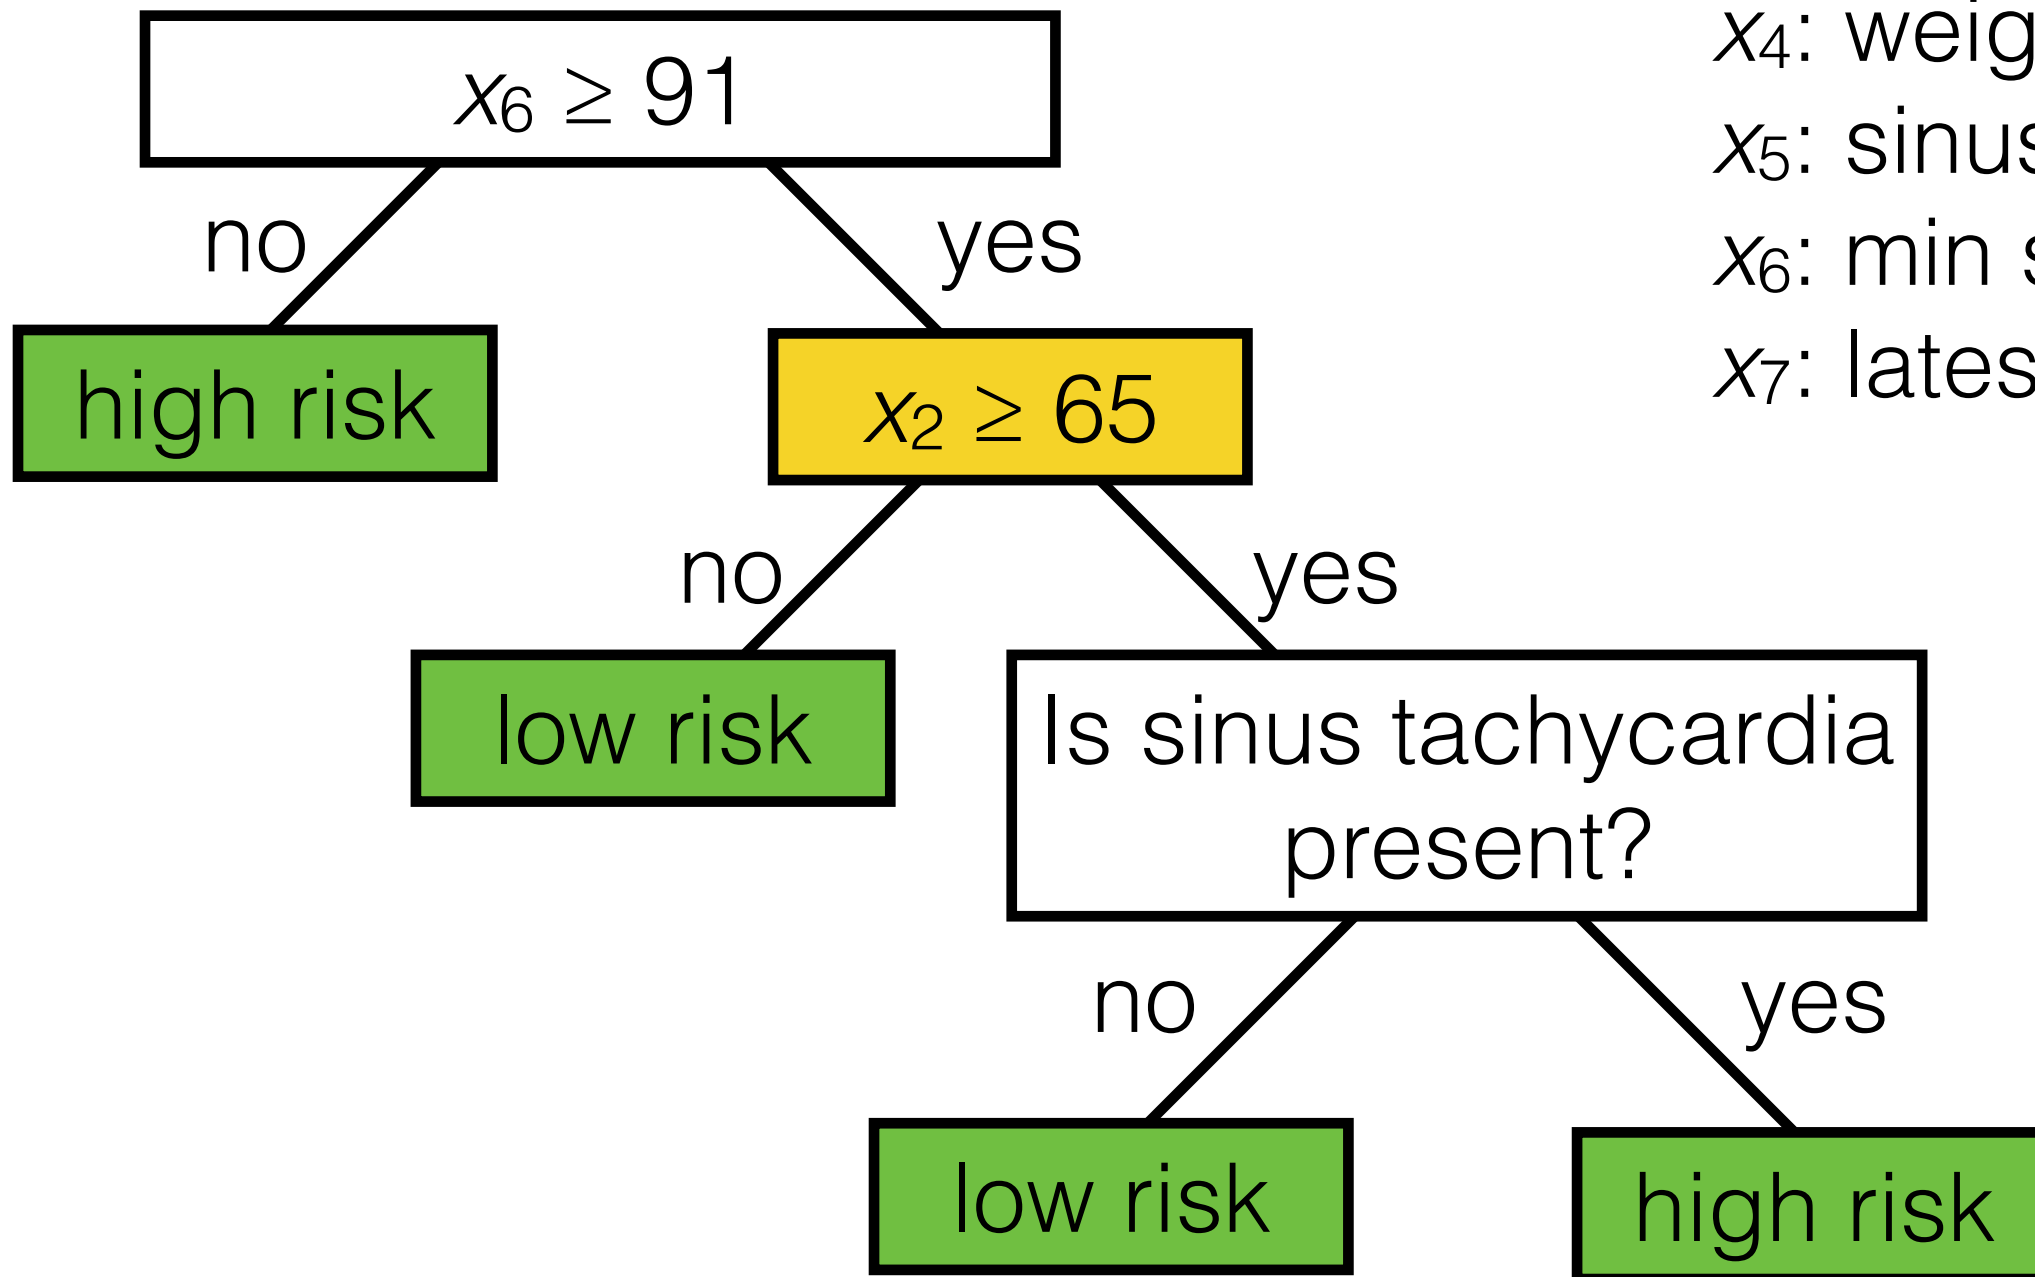 x₆ ≥ 91
x₄: weig
x₅: sinus
x₆: min s
x₇: lates
no
yes
high risk
x₂ ≥ 65
no
yes
low risk
Is sinus tachycardia
present?
no
yes
low risk
high risk